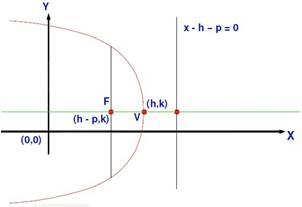 Y
x - h – p = 0
F
(h,k)
(h - p,k)
V
(0,0)
X